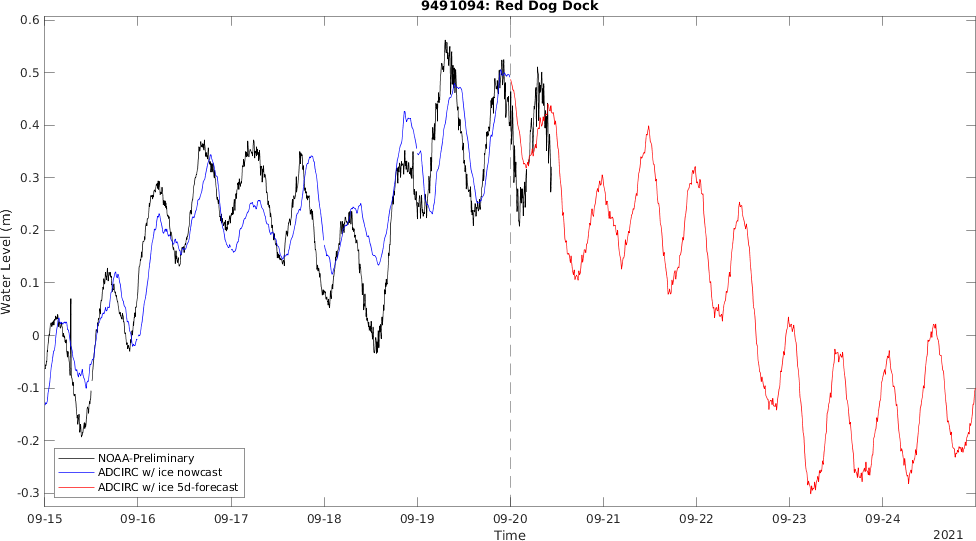 9491094: Red Dog Dock
0.6
0.5
0.4
0.3
0.2
0.1
0
-0.1
-0.2
-0.3
Water Level (m)
NOAA-Preliminary
ADCIRC w/ ice nowcast
ADCIRC w/ ice 5d-forecast
09-15 09-16 09-17 09-18 09-19 09-20 09-21 09-22 09-23 09-24
Time
2021